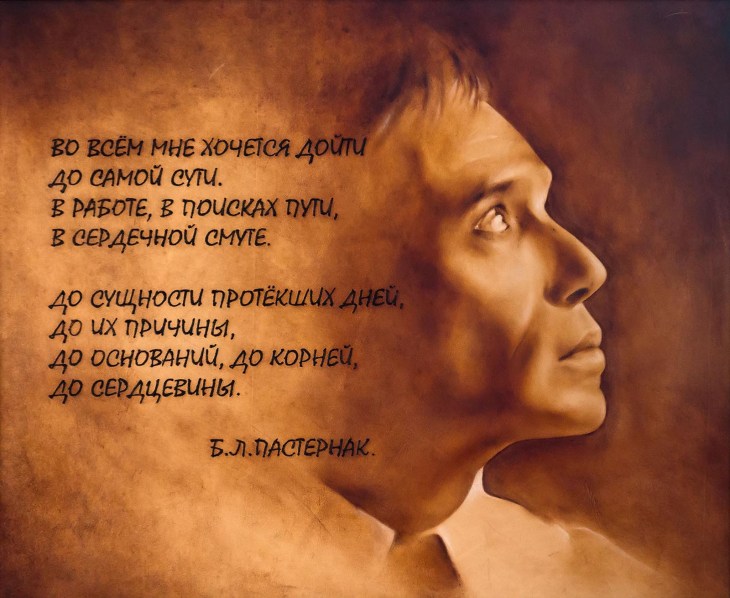 ВО ВСЁМ МНЕ ХОЧЕТСЯ ДОЙТИ
ДО САМОЙ СУТИ.
В РАБОТЕ, В ПОИСКАХ ПУТИ,
В СЕРДЕЧНОЙ СМУТЕ.
ДО СУЩНОСТИ ПРОТЁКШИХ ДНЕЙ,
ДО ИХ ПРИЧИНЫ,
ДО ОСНОВАНИЙ, ДО КОРНЕЙ,
ДО СЕРДЦЕВИНЫ.
Б.Л.ПАСТЕРНАК.